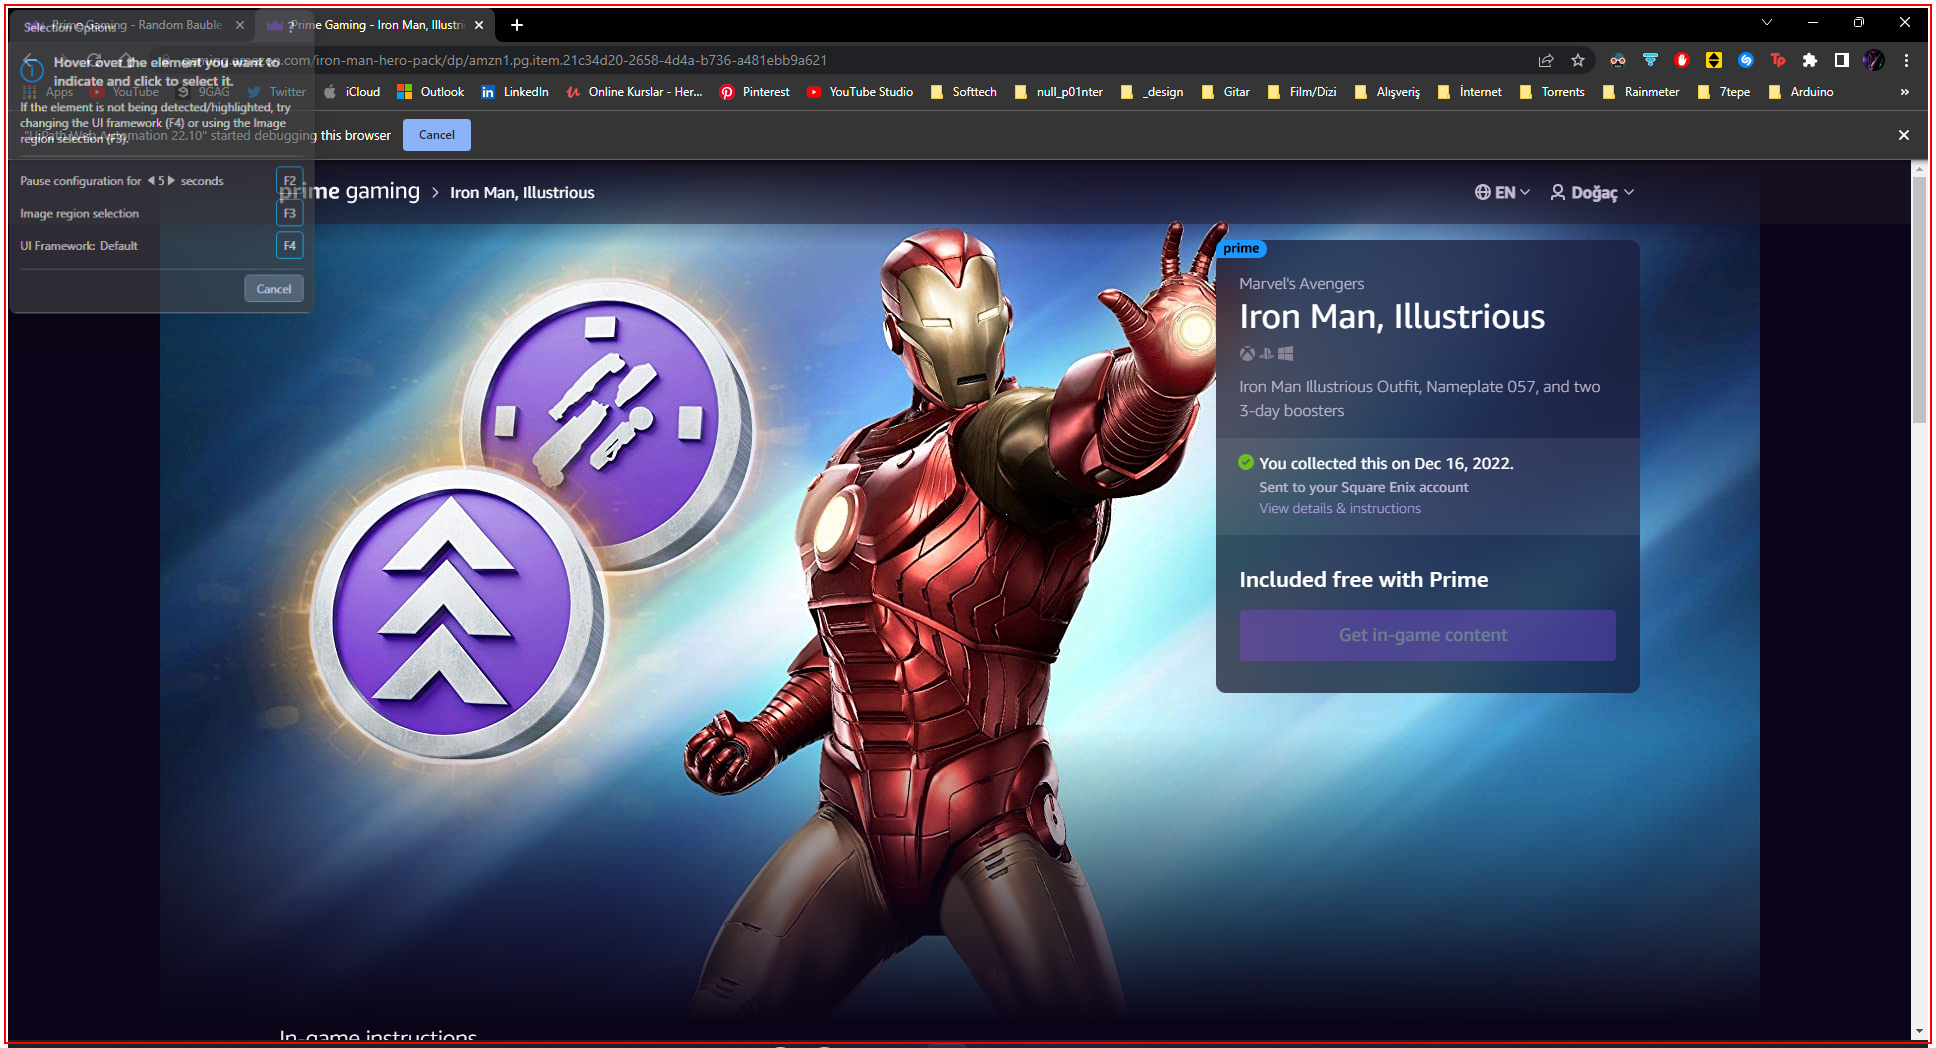 Selection Options
?
Prime Gaming - Random Bauble
Prime Gaming - Iron Man, Illustri
Hover over the element you want to
indicate and click to select it.
If the element is not being detected/highlighted, try
changing the UI framework (F4) or using the Image
region selection (F3).
Pause configuration for 5 seconds F2
Image region selection F3
UI Framework: Default F4
Cancel
gaming.amazon.com/iron-man-hero-pack/dp/amzn1.pg.item.21c34d20-2658-4d4a-b736-a481ebb9a621
Apps YouTube 9GAG Twitter iCloud Outlook LinkedIn Online Kurslar - Her... Pinterest YouTube Studio Softtech null_p01nter _design Gitar Film/Dizi Alışveriş İnternet Torrents Rainmeter 7tepe Arduino »
"UiPath Web Automation 22.10" started debugging this browser Cancel
prime gaming > Iron Man, Illustrious
EN Doğaç
prime
Marvel's Avengers
Iron Man, Illustrious
Iron Man Illustrious Outfit, Nameplate 057, and two
3-day boosters
You collected this on Dec 16, 2022.
Sent to your Square Enix account
View details & instructions
Included free with Prime
Get in-game content
In-game instructions